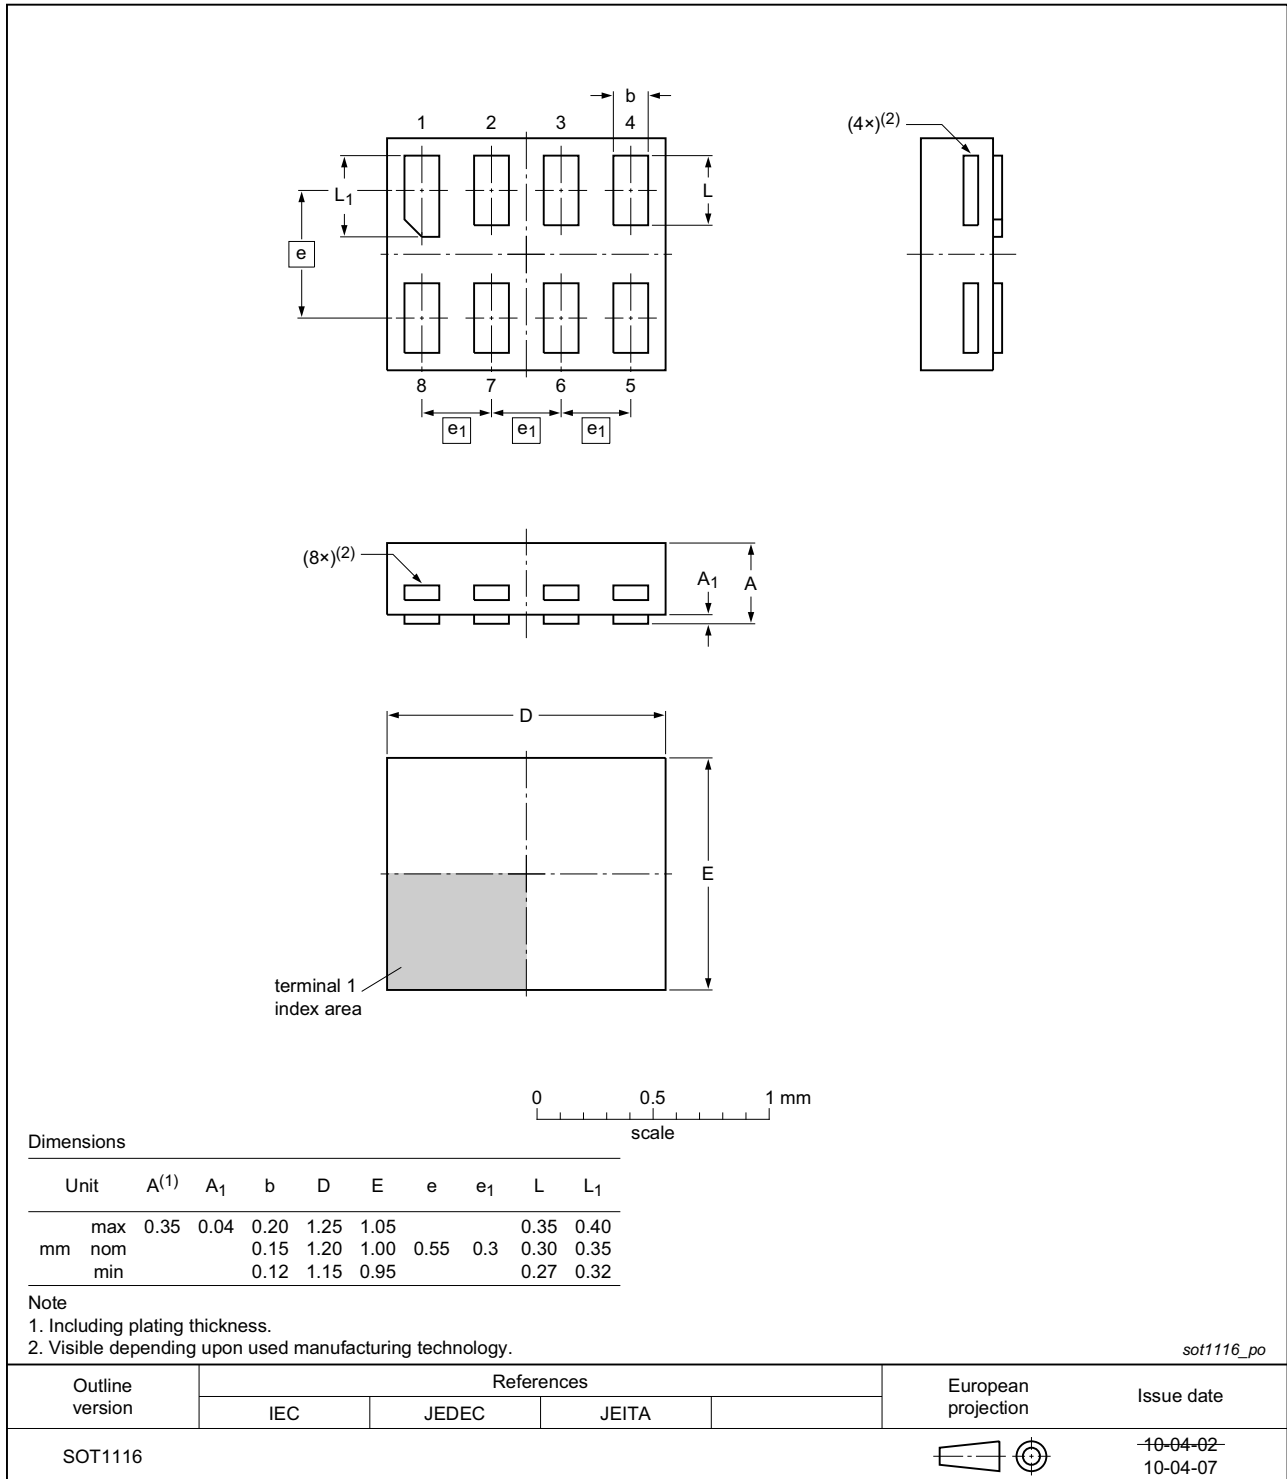 b
1 2 3 4
(4×)(2)
L1
L
e
8 7 6 5
e1 e1 e1
(8×)(2)
A1 A
D
E
terminal 1
index area
0 0.5 1 mm
scale
Dimensions
Unit A(1) A1 b D E e e1 L L1
max 0.35 0.04 0.20 1.25 1.05 0.35 0.40
mm nom 0.15 1.20 1.00 0.55 0.3 0.30 0.35
min 0.12 1.15 0.95 0.27 0.32
Note
1. Including plating thickness.
2. Visible depending upon used manufacturing technology.
sot1116_po
Outline
version
References
IEC JEDEC JEITA
European
projection
Issue date
SOT1116
10-04-02
10-04-07